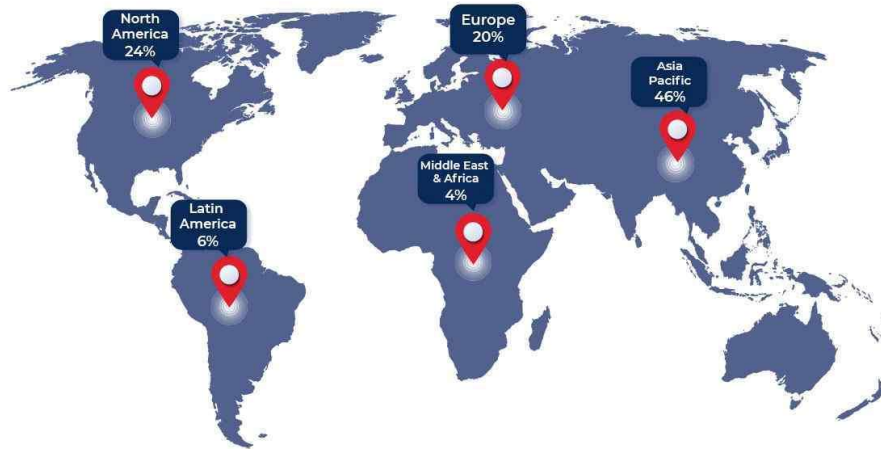 North
America
24%
Europe
20%
Asia
Pacific
46%
Middle East
& Africa
4%
Latin
America
6%